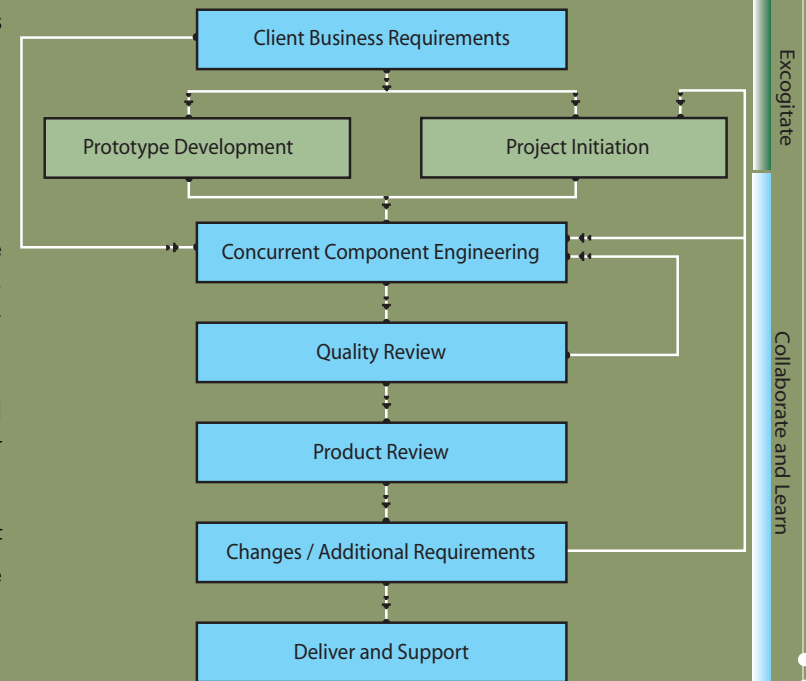 Client Business Requirements
Prototype Development
Project Initiation
Concurrent Component Engineering
Quality Review
Product Review
Changes / Additional Requirements
Deliver and Support
Excogitate
Collaborate and Learn